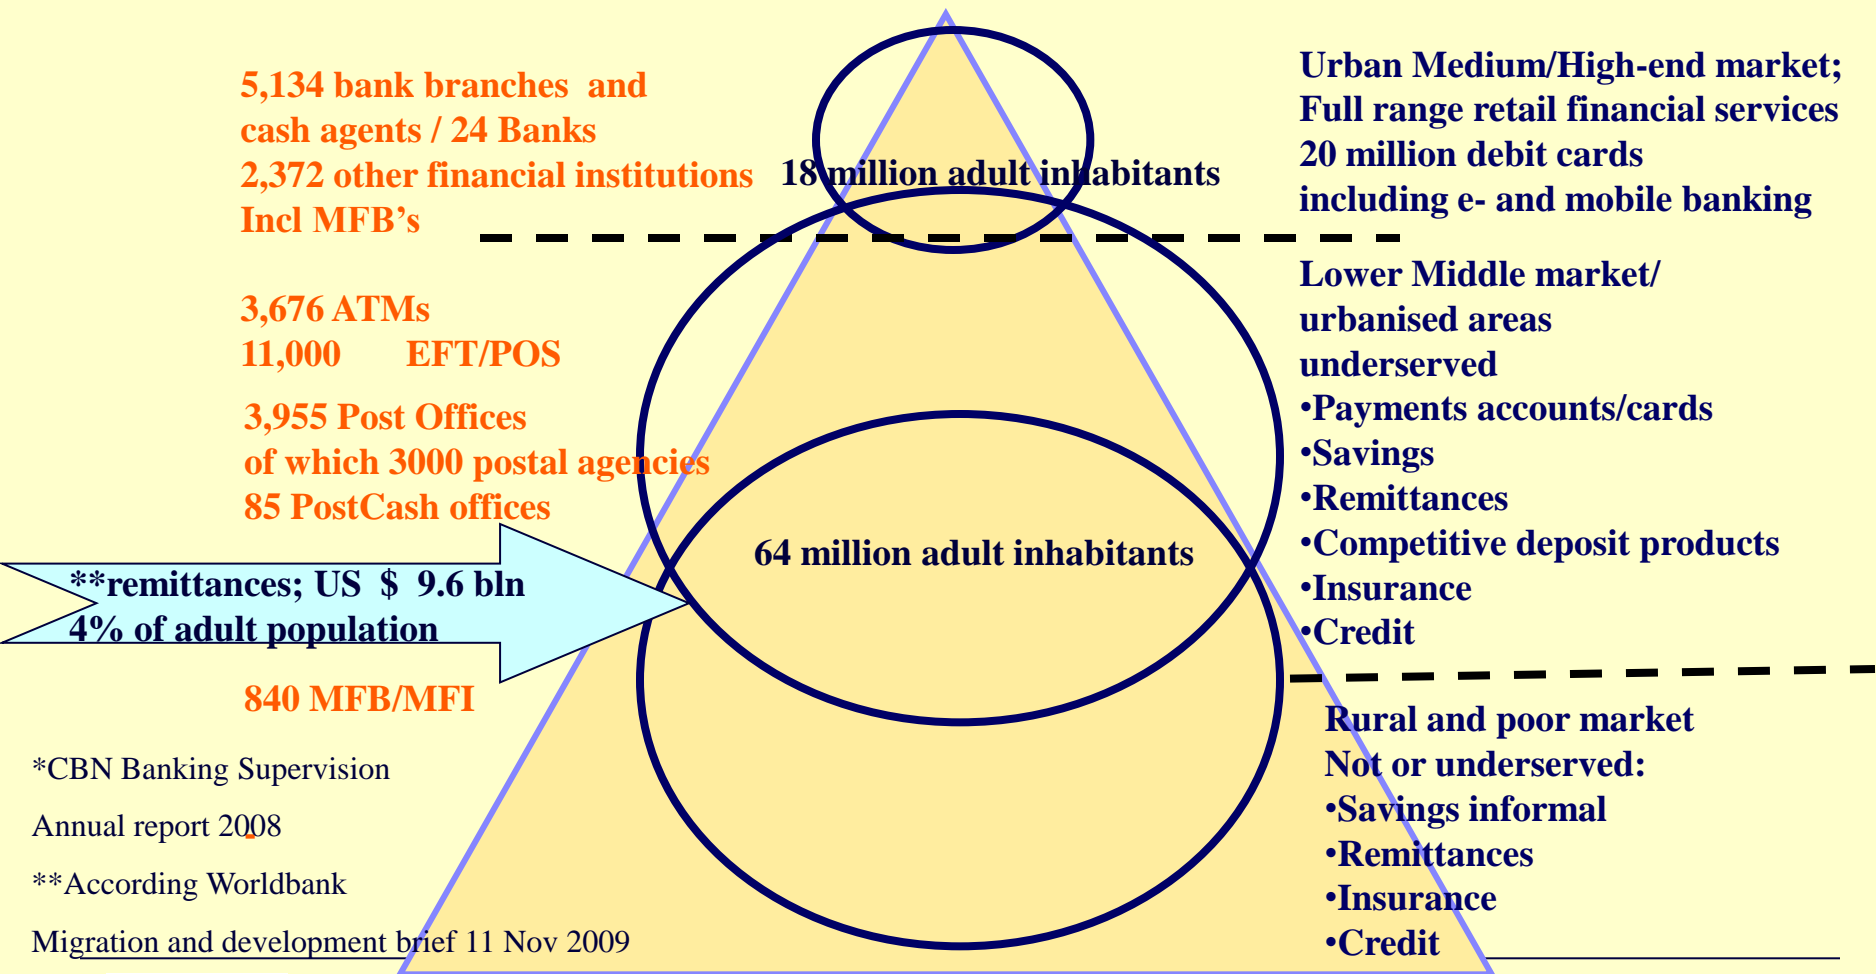 5,134 bank branches and
cash agents / 24 Banks
2,372 other financial institutions
Incl MFB’s
3,676 ATMs
11,000 EFT/POS
3,955 Post Offices
of which 3000 postal agencies
85 PostCash offices
**remittances; US $ 9.6 bln
4% of adult population
840 MFB/MFI
*CBN Banking Supervision
Annual report 2008
**According Worldbank
Migration and development brief 11 Nov 2009
18 million adult inhabitants
64 million adult inhabitants
Urban Medium/High-end market;
Full range retail financial services
20 million debit cards
including e- and mobile banking
Lower Middle market/
urbanised areas
underserved
•Payments accounts/cards
•Savings
•Remittances
•Competitive deposit products
•Insurance
•Credit
Rural and poor market
Not or underserved:
•Savings informal
•Remittances
•Insurance
•Credit